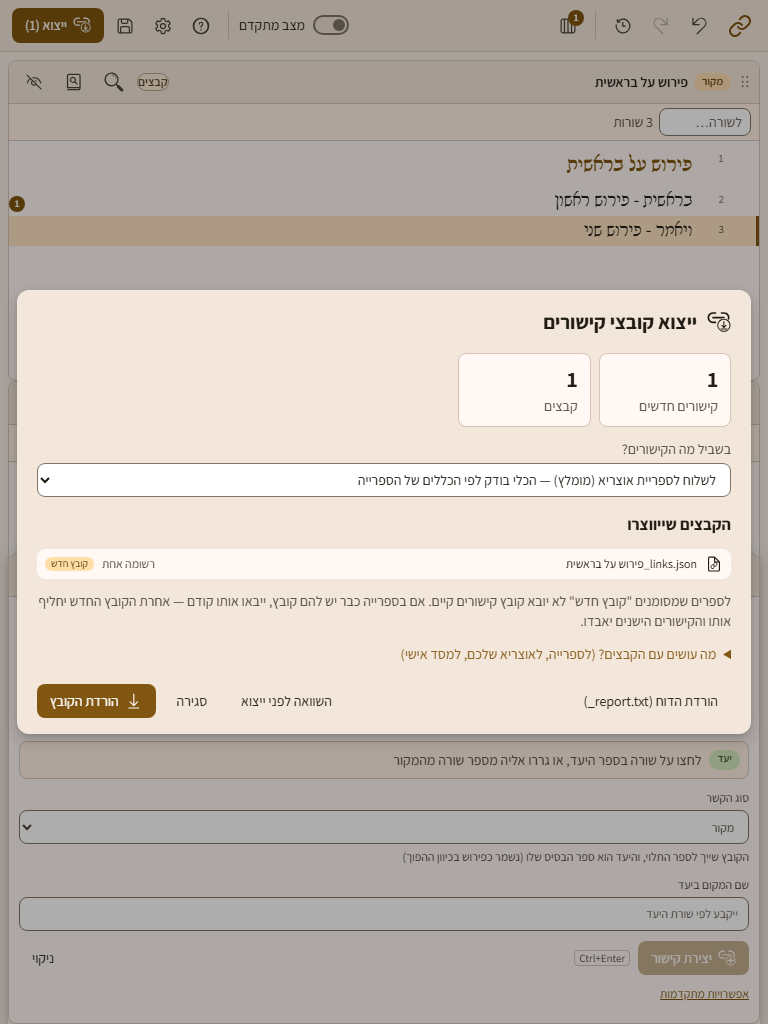 1
מצב מתקדם
ייצוא (1)
מקור
פירוש על בראשית
קבצים
לשורה...
3 שורות
1
פירוש על בראשית
2
בראשית - פירוש ראשון
1
3
ויאמר - פירוש שני
ייצוא קובצי קישורים
1
קישורים חדשים
1
קבצים
בשביל מה הקישורים?
לשלוח לספריית אוצריא (מומלץ) — הכלי בודק לפי הכללים של הספרייה
הקבצים שייווצרו
פירוש על בראשית_links.json
רשומה אחת
קובץ חדש
לספרים שמסומנים "קובץ חדש" לא יובא קובץ קישורים קיים. אם בספרייה כבר יש להם קובץ, ייבאו אותו קודם — אחרת הקובץ החדש יחליף
אותו והקישורים הישנים יאבדו.
מה עושים עם הקבצים? (לספרייה, לאוצריא שלכם, למסד אישי)
הורדת הדוח (_report.txt)
השוואה לפני ייצוא
סגירה
הורדת הקובץ
יעד
לחצו על שורה בספר היעד, או גררו אליה מספר שורה מהמקור
סוג הקשר
מקור
הקובץ שייך לספר התלוי, והיעד הוא ספר הבסיס שלו (נשמר כפירוש בכיוון ההפוך)
שם המקום ביעד
ייקבע לפי שורת היעד
יצירת קישור
Ctrl+Enter
ניקוי
אפשרויות מתקדמות